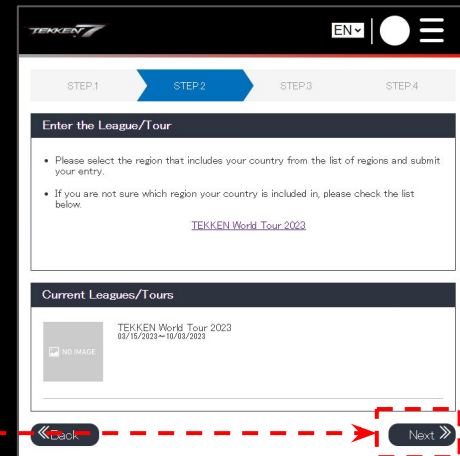 TEKKEN 7
EN
STEP.1 STEP.2 STEP.3 STEP.4
Enter the League/Tour
• Please select the region that includes your country from the list of regions and submit
your entry.
• If you are not sure which region your country is included in, please check the list
below.
TEKKEN World Tour 2023
Current Leagues/Tours
NO IMAGE
TEKKEN World Tour 2023
03/15/2023~10/03/2023
Back
Next